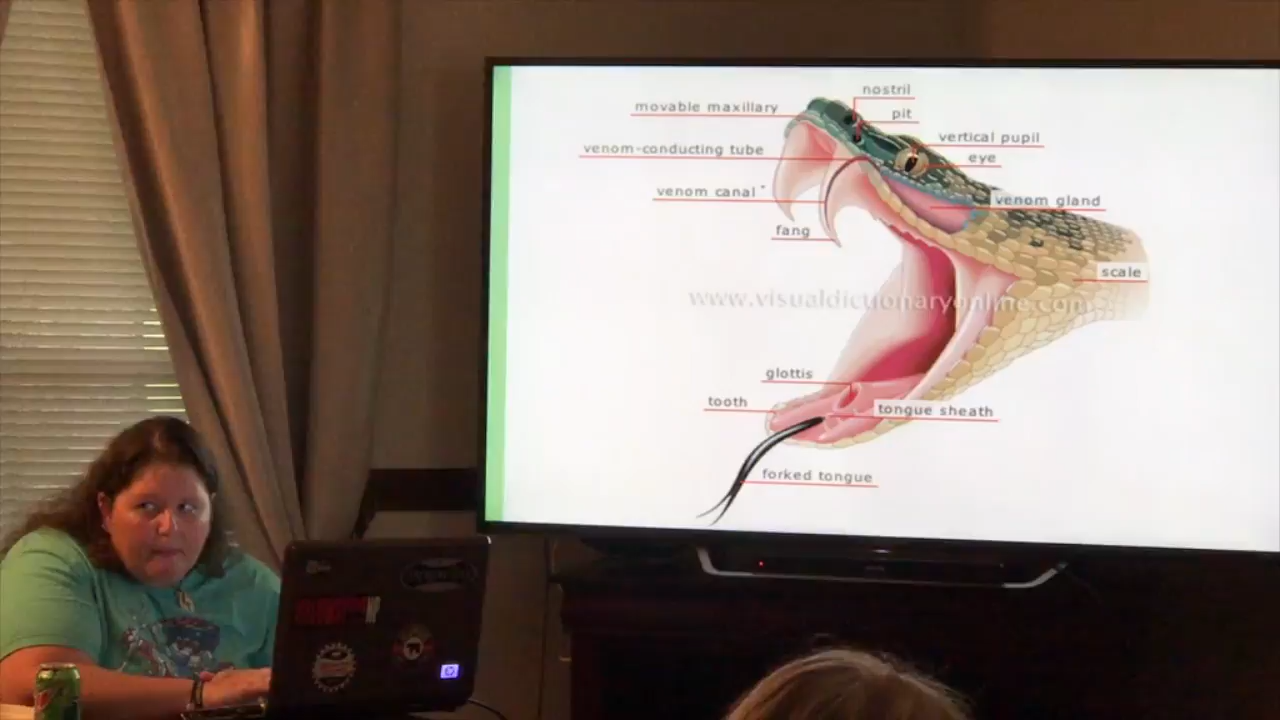 nostril
movable maxillary
pit
vertical pupil
venom-conducting tube
eye
venom canal
venom gland
fang
scale
www.visualdictionaryonline.com
glottis
tooth
tongue sheath
forked tongue
hp